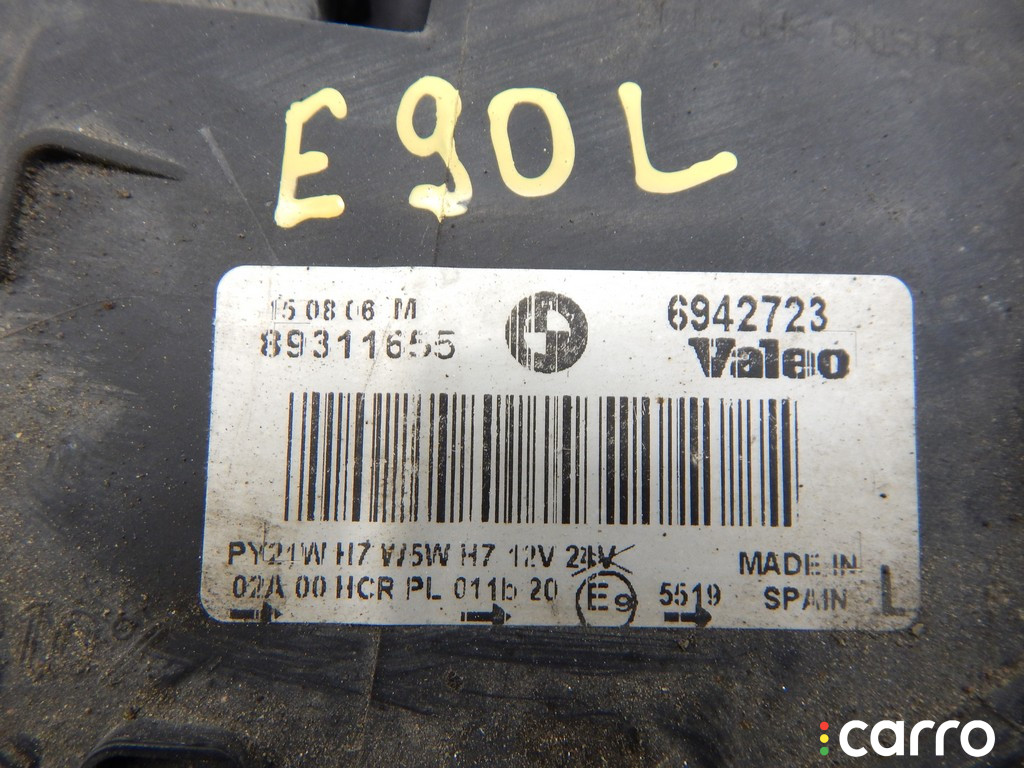 E90L
15 08 06 M
6942723
89311655
Valeo
PY21W H7 W5W H7 12V 24V
MADE IN
02A 00 HCR PL 011b 20 E9 5519
SPAIN L
carro